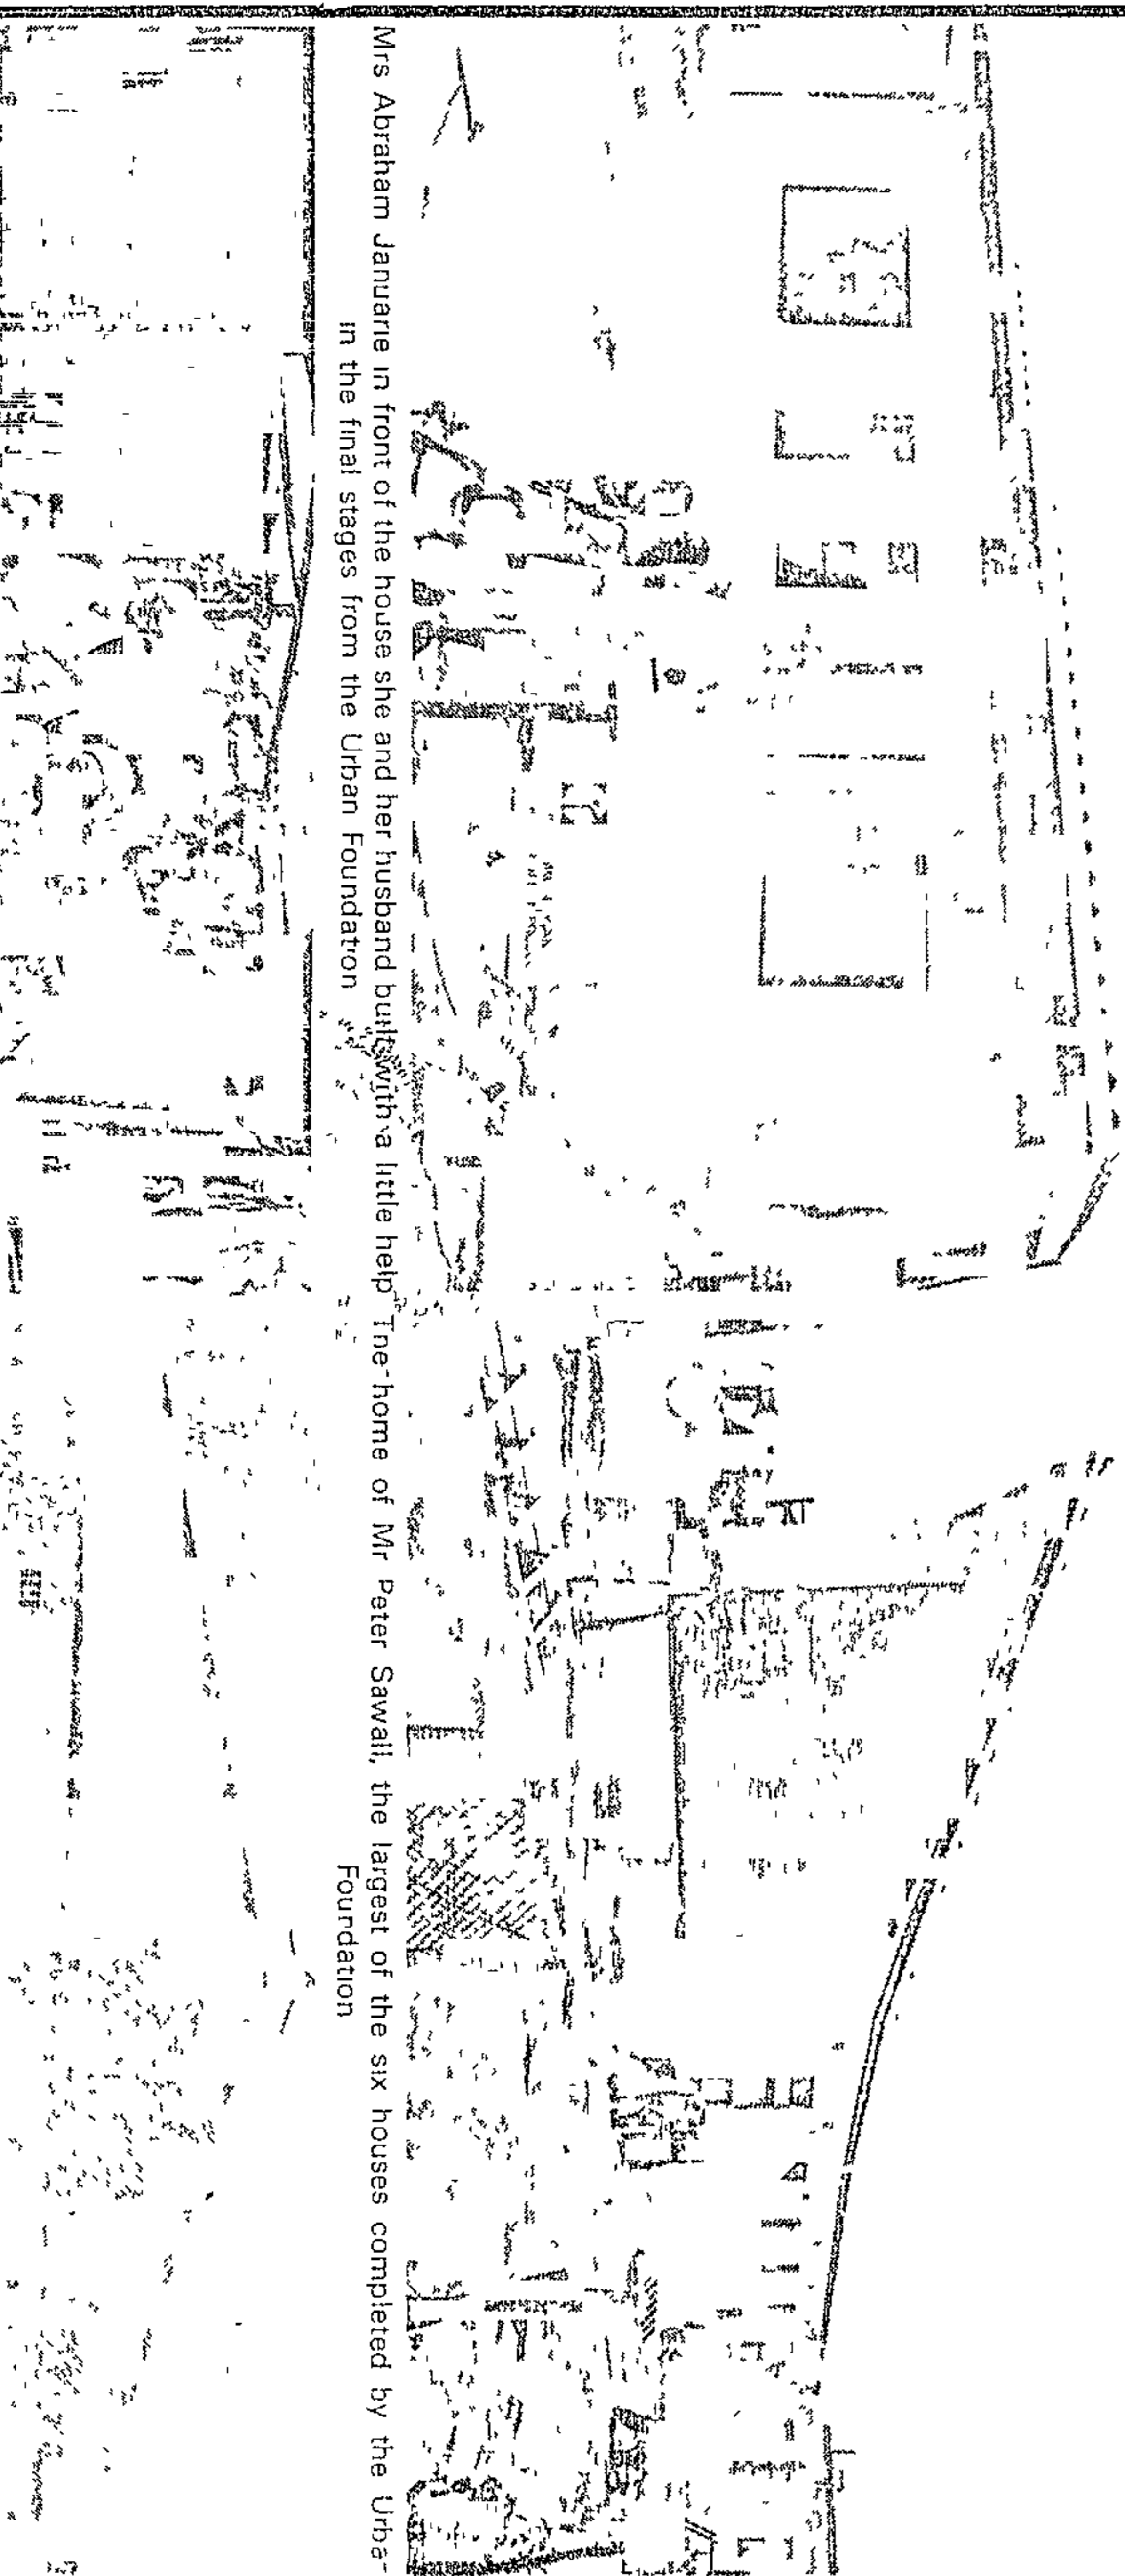 Mrs Abraham Januarie in front of the house she and her husband built with a little help
in the final stages from the Urban Foundation
The home of Mr Peter Sawall, the largest of the six houses completed by the Urba-
Foundation